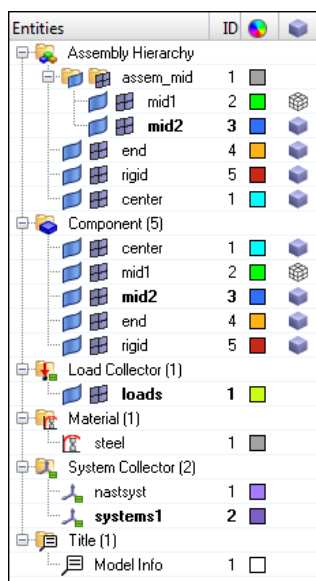 Entities ID
Assembly Hierarchy
assem_mid 1
mid1 2
mid2 3
end 4
rigid 5
center 1
Component (5)
center 1
mid1 2
mid2 3
end 4
rigid 5
Load Collector (1)
loads 1
Material (1)
steel 1
System Collector (2)
nastsyst 1
systems1 2
Title (1)
Model Info 1